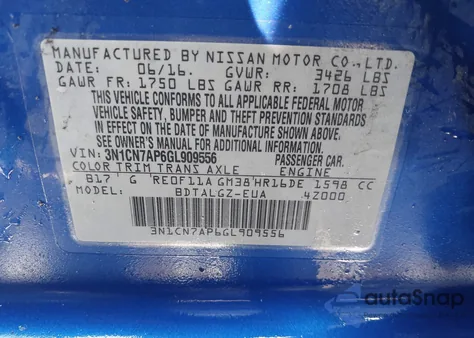 MANUFACTURED BY NISSAN MOTOR CO., LTD.
DATE: 06/16. GVWR: 3426 LBS
GAWR FR: 1750 LBS GAWR RR: 1708 LBS
THIS VEHICLE CONFORMS TO ALL APPLICABLE FEDERAL MOTOR
VEHICLE SAFETY, BUMPER AND THEFT PREVENTION STANDARDS
IN EFFECT ON THE DATE OF MANUFACTURE SHOWN ABOVE.
SEE OWNER'S MANUAL FOR ADDITIONAL INFORMATION.
VIN: 3N1CN7AP6GL909556 PASSENGER CAR.
COLOR TRIM TRANS AXLE ENGINE
B17 G RE0F11A GM38 HR16DE 1598 CC
MODEL: BDTALGZ-EUA 4Z000
3N1CN7AP6GL909556
autoSnap